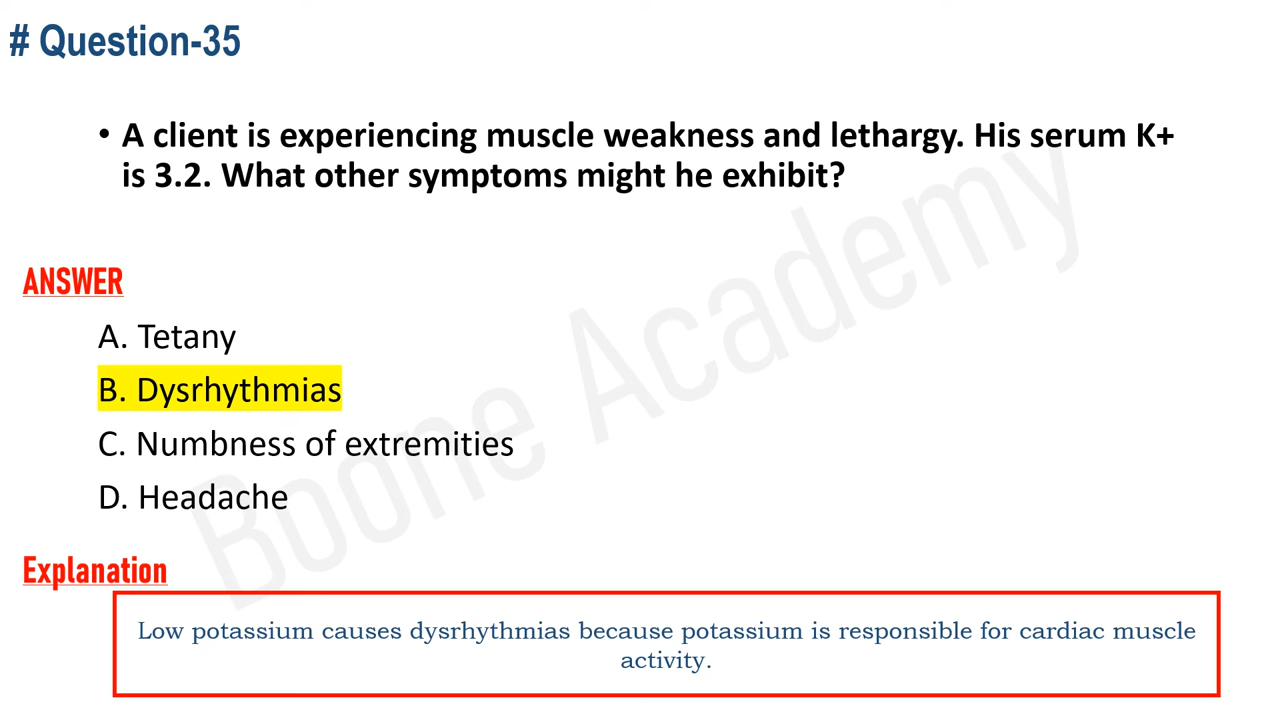 # Question-35
• A client is experiencing muscle weakness and lethargy. His serum K+
is 3.2. What other symptoms might he exhibit?
ANSWER
A. Tetany
B. Dysrhythmias
C. Numbness of extremities
D. Headache
Boone Academy
Explanation
Low potassium causes dysrhythmias because potassium is responsible for cardiac muscle
activity.